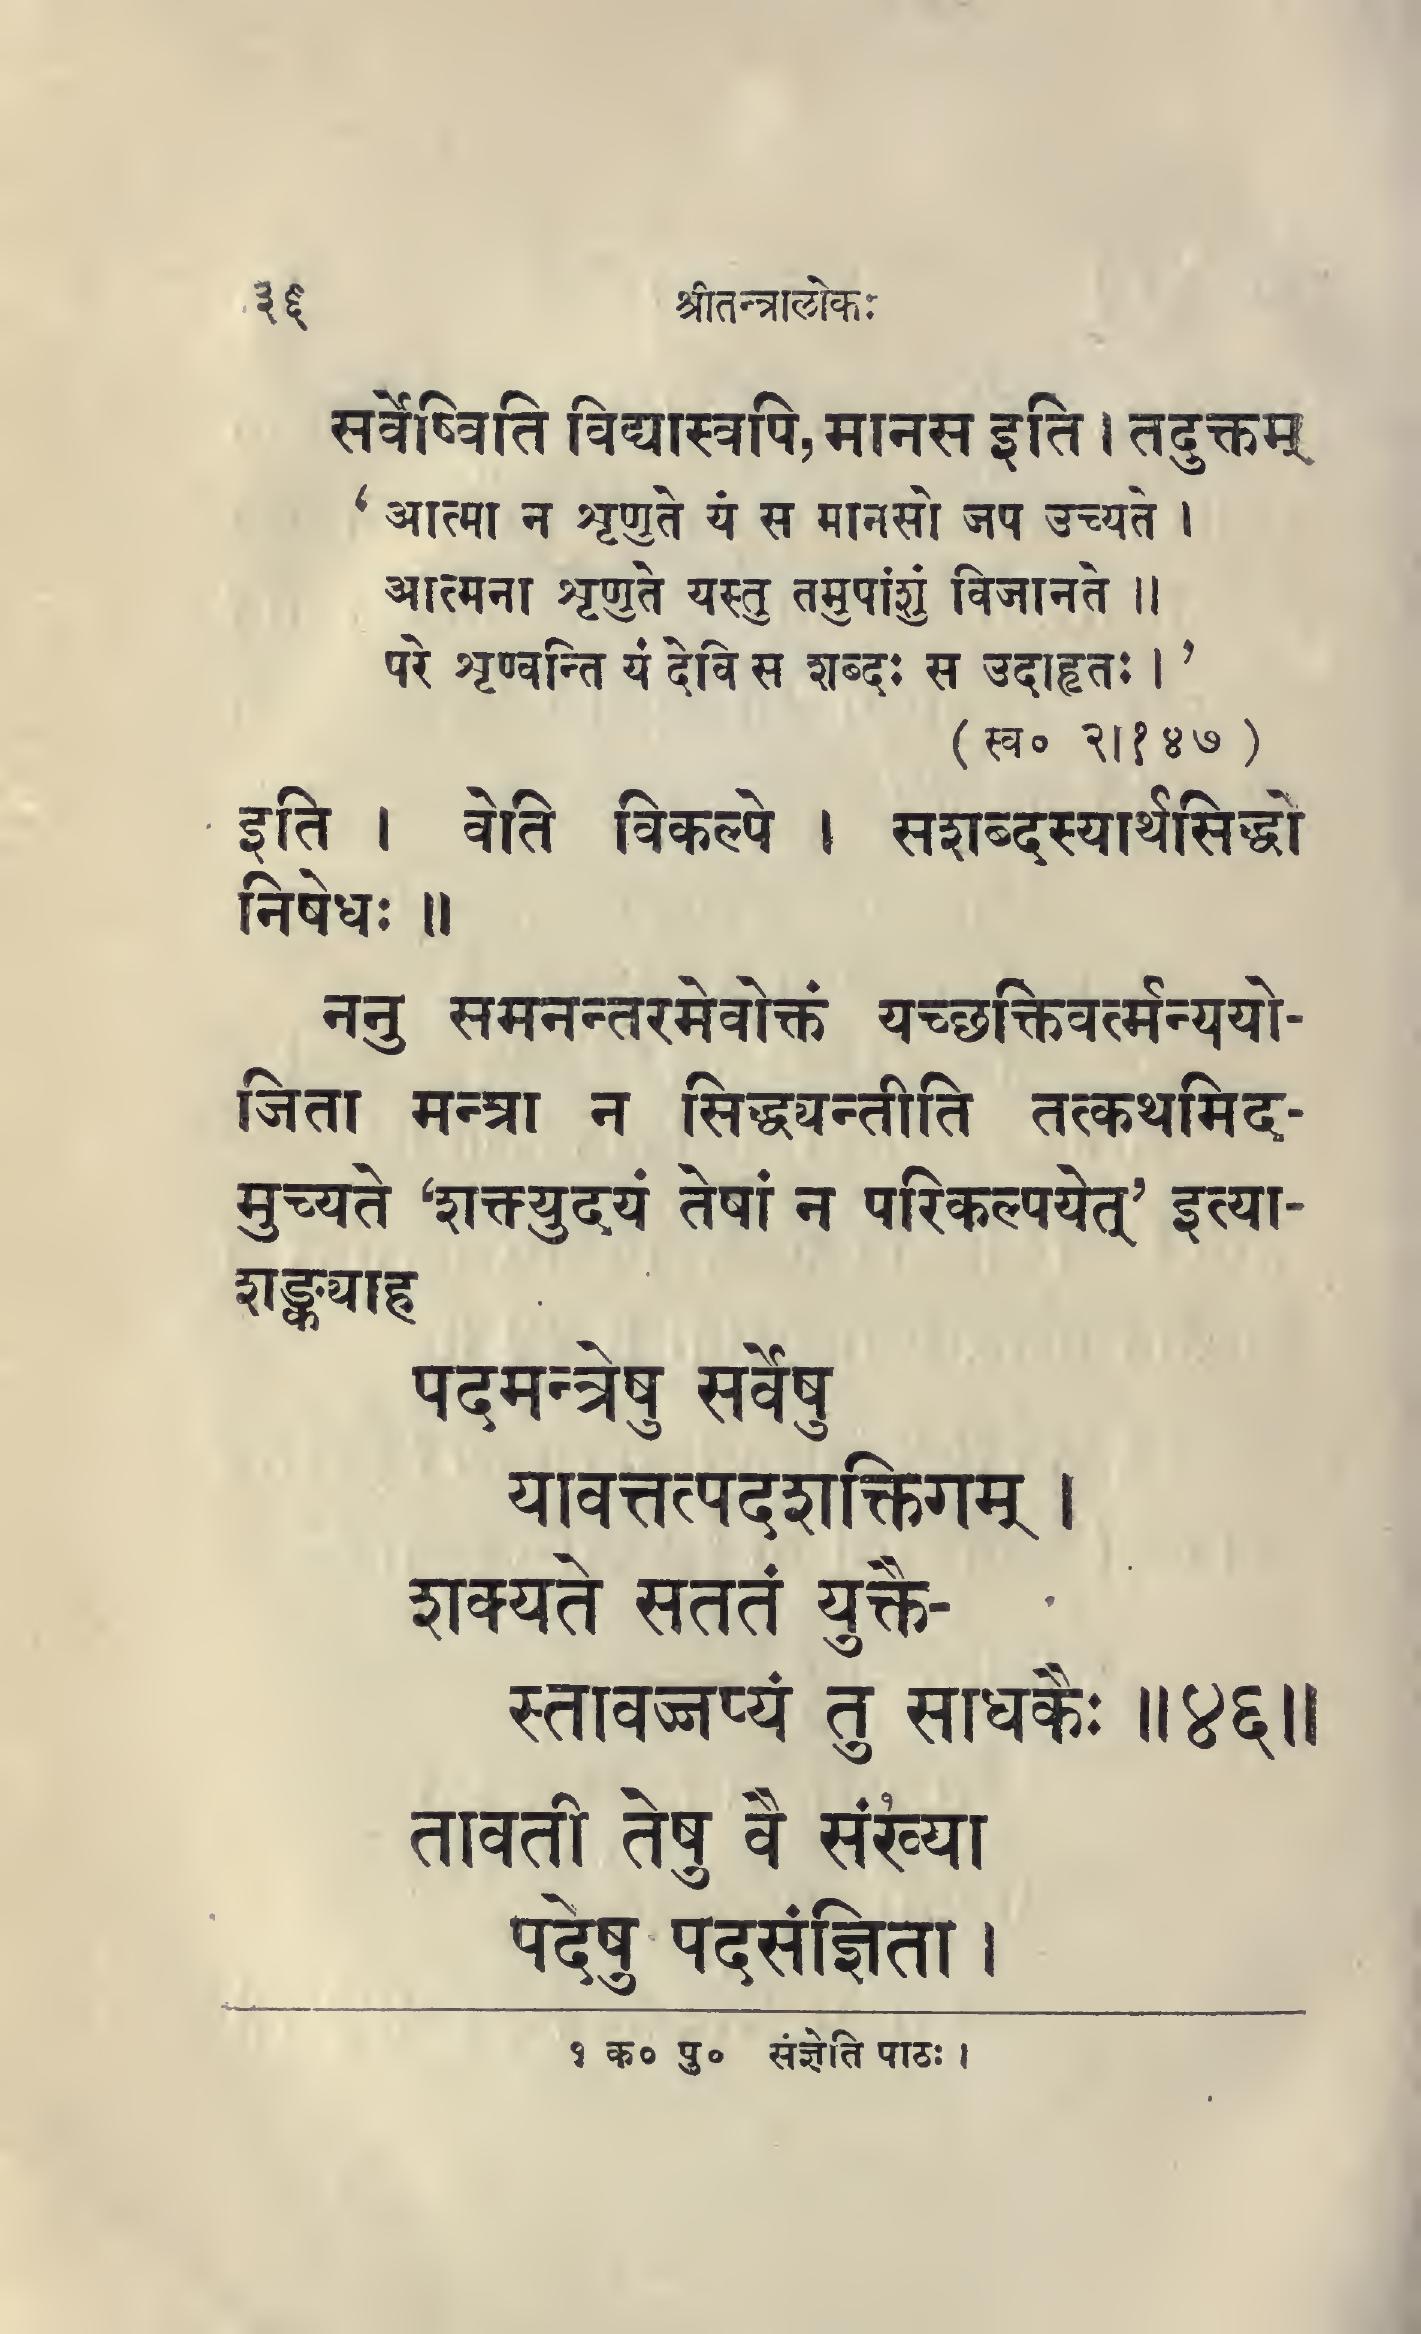 ३६
श्रीतन्त्रालोकः
सर्वेष्विति विद्यास्वपि, मानस इति । तदुक्तम्
‘ आत्मा न शृणुते यं स मानसो जप उच्यते ।
आत्मना शृणुते यस्तु तमुपांशुं विजानते ॥
परे शृण्वन्ति यं देवि स शब्दः स उदाहृतः । ’
( स्व० २।१४७ )
इति । वेति विकल्पे । सशब्दस्यार्थसिद्धो
निषेधः ॥
ननु समनन्तरमेवोक्तं यच्छक्तिवर्त्मन्ययो-
जिता मन्त्रा न सिद्ध्यन्तीति तत्कथमिद-
मुच्यते ‘शक्त्युदयं तेषां न परिकल्पयेत्’ इत्या-
शङ्क्याह
पदमन्त्रेषु सर्वेषु
यावत्तत्पदशक्तिगम् ।
शक्यते सततं युक्तै-
स्तावज्जप्यं तु साधकैः ॥४६॥
तावती तेषु वै संख्या१
पदेषु पदसंज्ञिता ।
१ क० पु० संज्ञेति पाठः ।